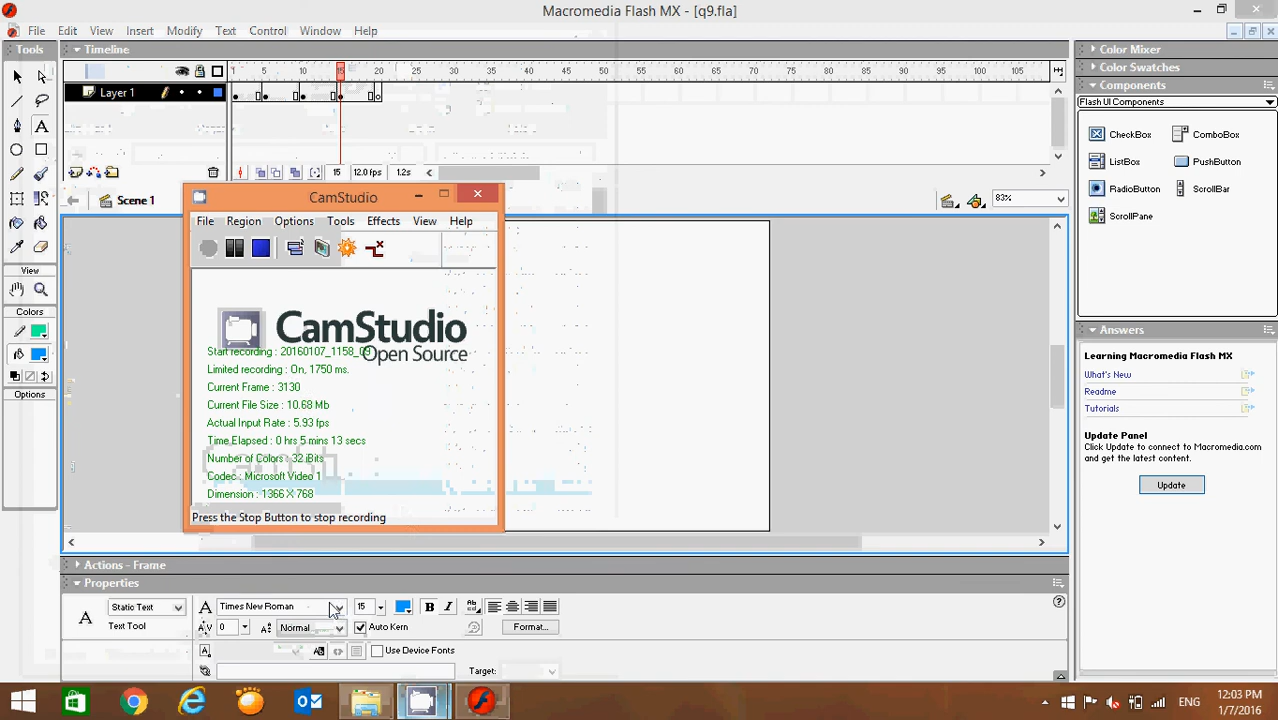 Macromedia Flash MX - [q9.fla]
File Edit View Insert Modify Text Control Window Help
Tools
Timeline
1 5 10 15 20 25 30 35 40 45 50 55 60 65 70 75 80 85 90 95 100 105
Layer 1
15 12.0 fps 1.2s
Scene 1
83%
View
Colors
Options
CamStudio
File Region Options Tools Effects View Help
CamStudio
Open Source
Start recording : 20160107_1158_09
Limited recording : On, 1750 ms.
Current Frame : 3130
Current File Size : 10.68 Mb
Actual Input Rate : 5.93 fps
Time Elapsed : 0 hrs 5 mins 13 secs
Number of Colors : 32 Bits
Codec : Microsoft Video 1
Dimension : 1366 X 768
Press the Stop Button to stop recording
Color Mixer
Color Swatches
Components
Flash UI Components
CheckBox ComboBox
ListBox PushButton
RadioButton ScrollBar
ScrollPane
Answers
Learning Macromedia Flash MX
What's New
Readme
Tutorials
Update Panel
Click Update to connect to Macromedia.com
and get the latest content.
Update
Actions - Frame
Properties
A Static Text A Times New Roman 15 B I
Text Tool A/V 0 Normal Auto Kern Format...
Use Device Fonts
Target:
ENG 12:03 PM
1/7/2016